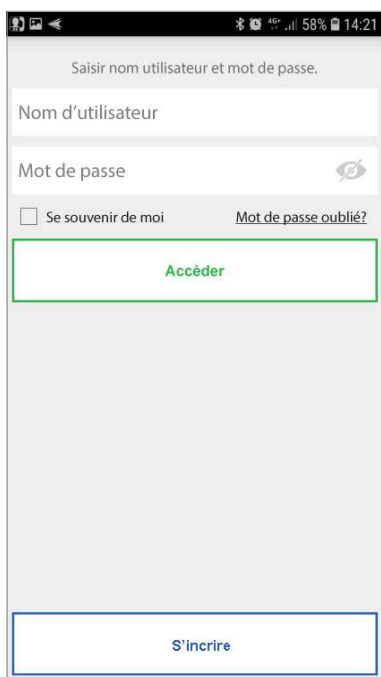 4G+ 58% 14:21
Saisir nom utilisateur et mot de passe.
Nom d'utilisateur
Mot de passe
Se souvenir de moi Mot de passe oublié?
Accèder
S'incrire